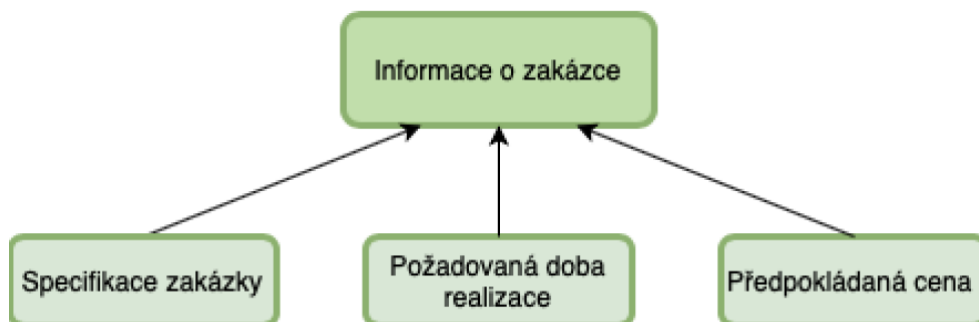 Informace o zakázce
Specifikace zakázky
Požadovaná doba
realizace
Předpokládaná cena